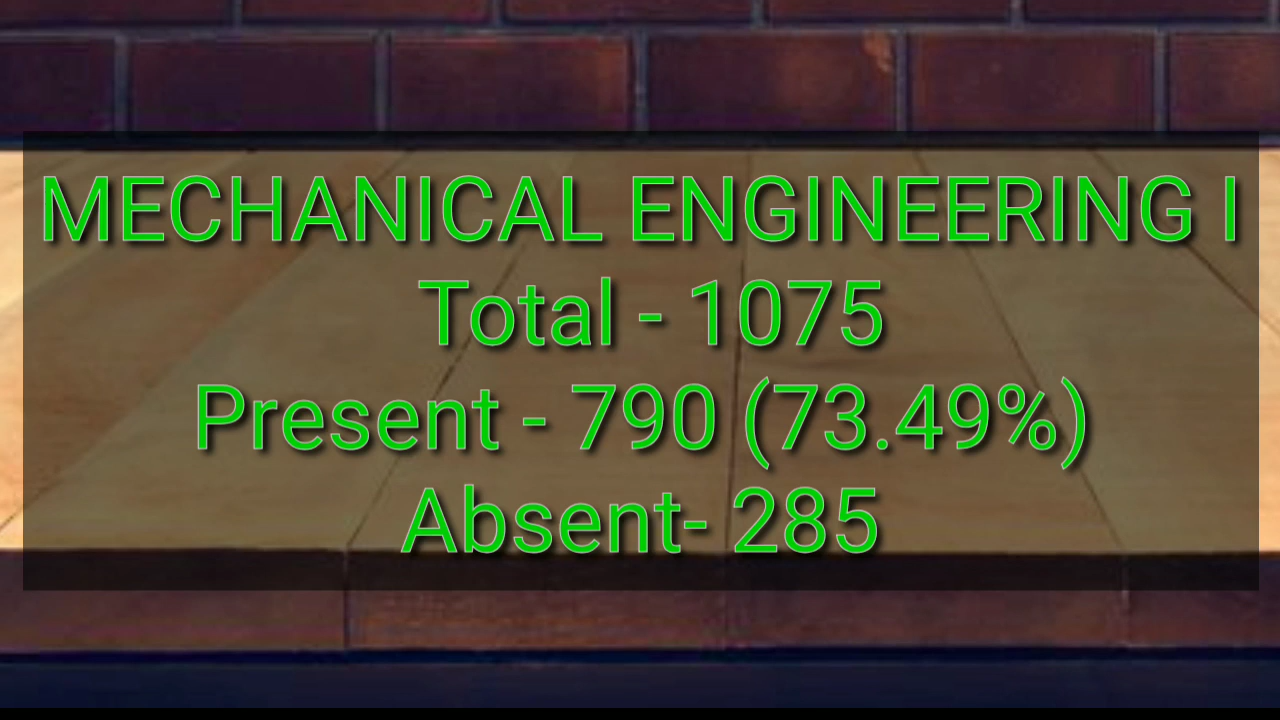 MECHANICAL ENGINEERING I
Total - 1075
Present - 790 (73.49%)
Absent- 285